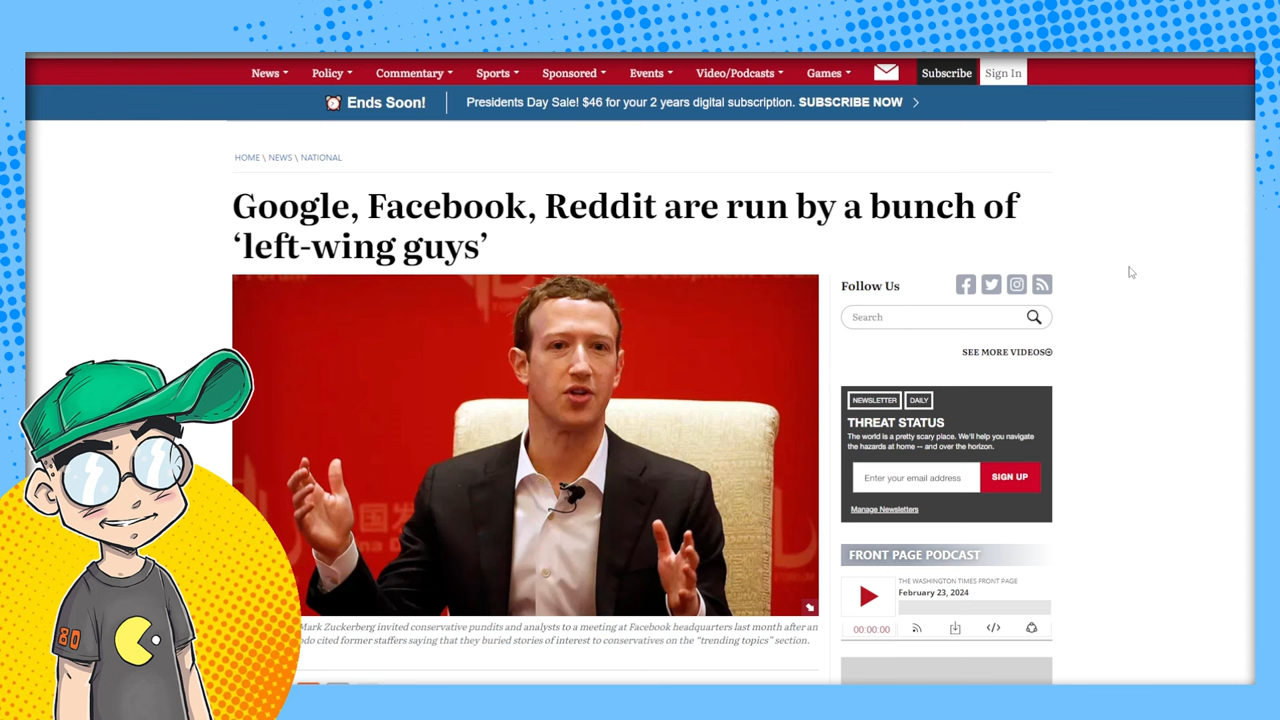 News Policy Commentary Sports Sponsored Events Video/Podcasts Games Subscribe Sign In
Ends Soon! Presidents Day Sale! $46 for your 2 years digital subscription. SUBSCRIBE NOW
HOME \ NEWS \ NATIONAL
Google, Facebook, Reddit are run by a bunch of
‘left-wing guys’
Follow Us
Search
SEE MORE VIDEOS
NEWSLETTER DAILY
THREAT STATUS
The world is a pretty scary place. We'll help you navigate
the hazards at home -- and over the horizon.
Enter your email address SIGN UP
Manage Newsletters
FRONT PAGE PODCAST
THE WASHINGTON TIMES FRONT PAGE
February 23, 2024
00:00:00
Mark Zuckerberg invited conservative pundits and analysts to a meeting at Facebook headquarters last month after an
cited former staffers saying that they buried stories of interest to conservatives on the “trending topics” section.
80